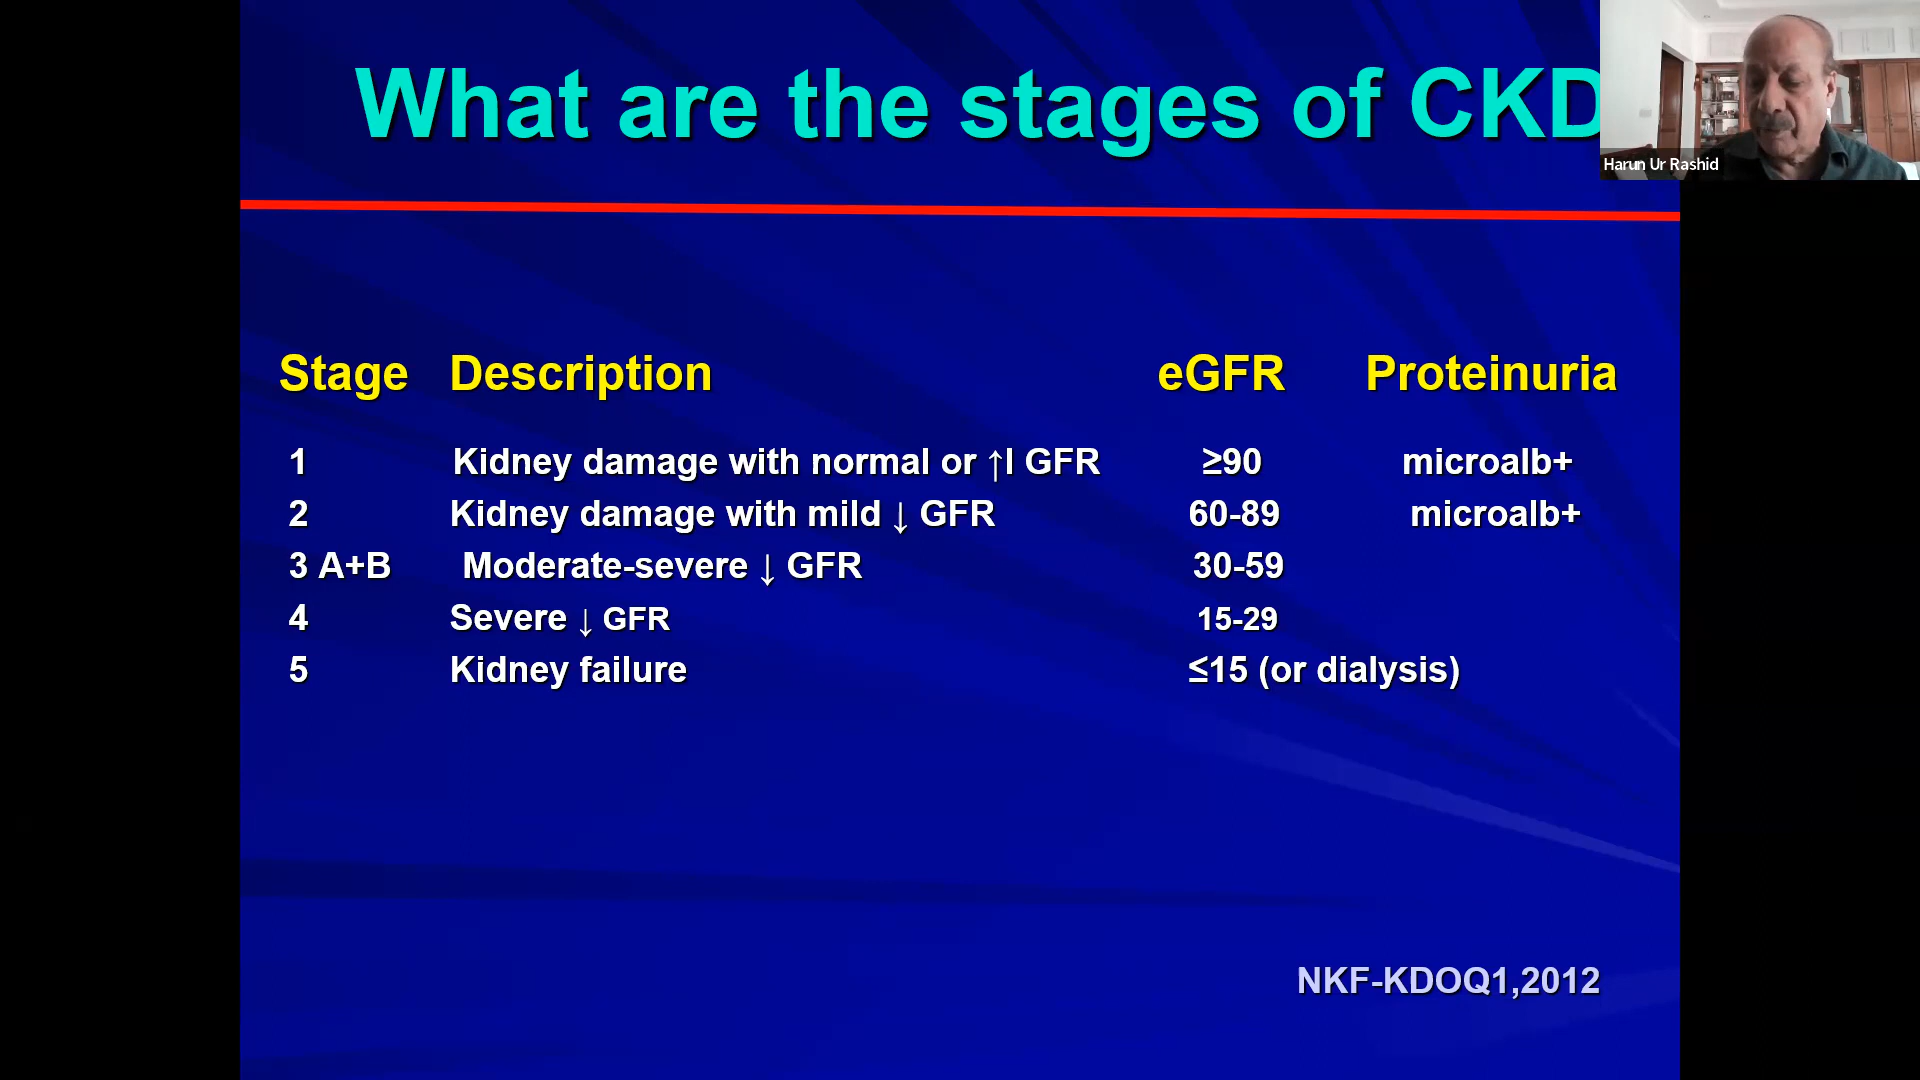 What are the stages of CKD
Harun Ur Rashid
Stage Description eGFR Proteinuria
1 Kidney damage with normal or ↑l GFR ≥90 microalb+
2 Kidney damage with mild ↓ GFR 60-89 microalb+
3 A+B Moderate-severe ↓ GFR 30-59
4 Severe ↓ GFR 15-29
5 Kidney failure ≤15 (or dialysis)
NKF-KDOQ1,2012